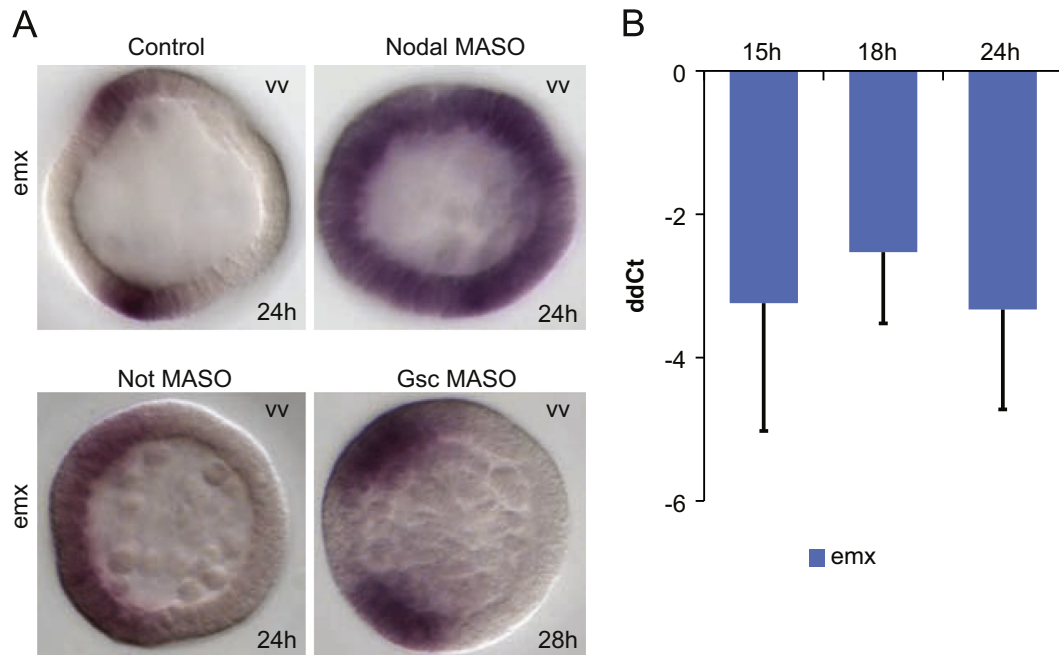 A
Control
Nodal MASO
emx
vv
24h
vv
24h
Not MASO
Gsc MASO
emx
vv
24h
vv
28h
B
15h
18h
24h
0
-2
-4
-6
ddCt
emx